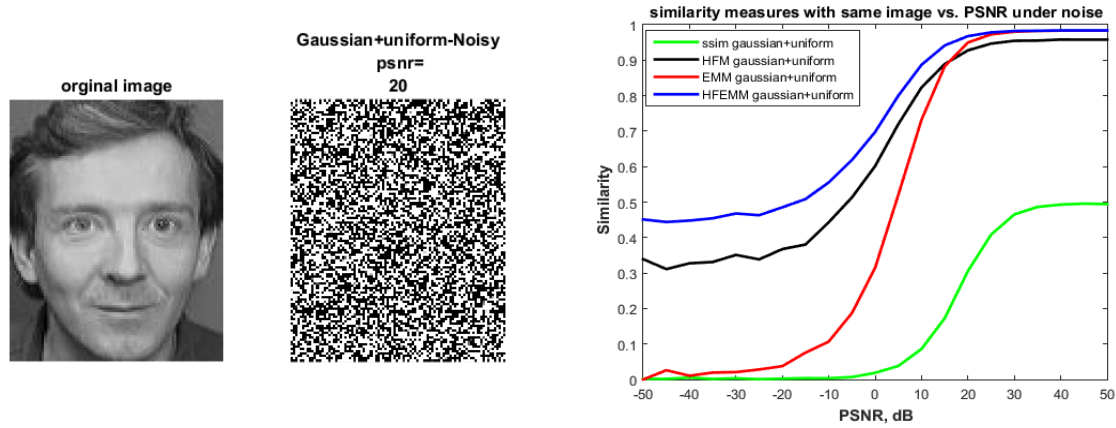 orginal image
Gaussian+uniform-Noisy
psnr=
20
similarity measures with same image vs. PSNR under noise
ssim gaussian+uniform
HFM gaussian+uniform
EMM gaussian+uniform
HFEMM gaussian+uniform
Similarity
1
0.9
0.8
0.7
0.6
0.5
0.4
0.3
0.2
0.1
0
-50 -40 -30 -20 -10 0 10 20 30 40 50
PSNR, dB